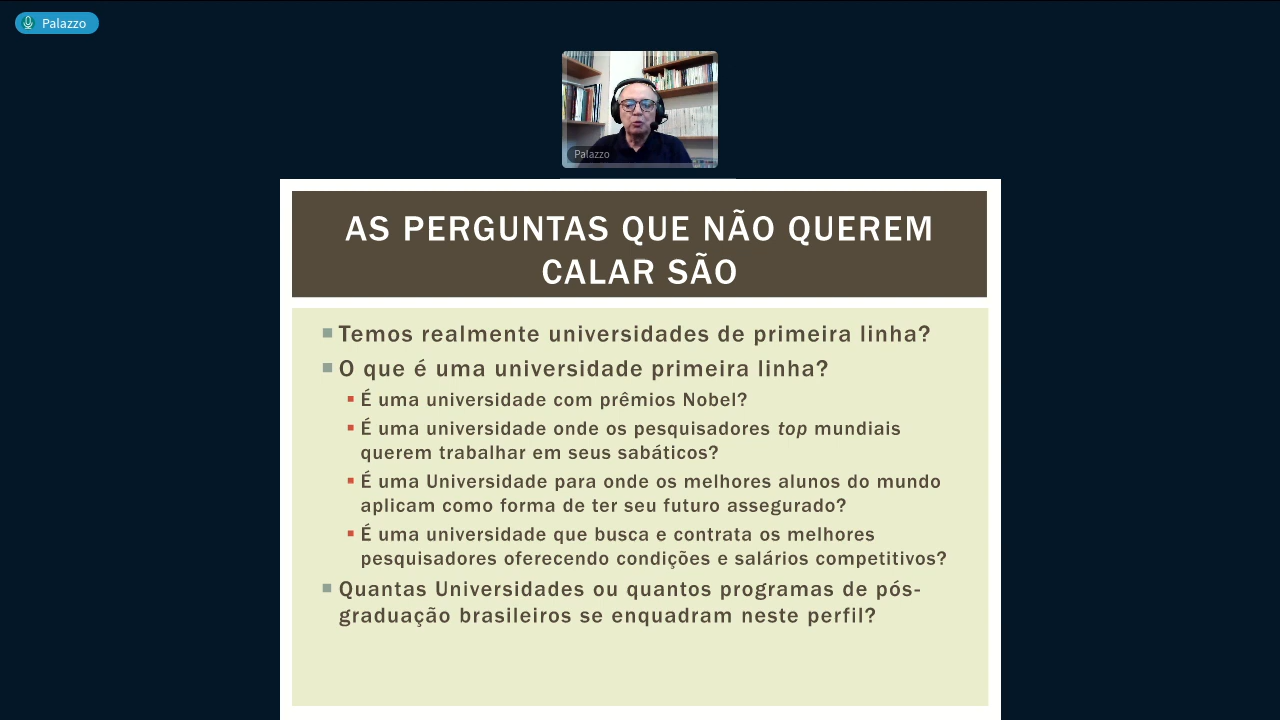 Palazzo
Palazzo
AS PERGUNTAS QUE NÃO QUEREM
CALAR SÃO
Temos realmente universidades de primeira linha?
O que é uma universidade primeira linha?
É uma universidade com prêmios Nobel?
É uma universidade onde os pesquisadores top mundiais
querem trabalhar em seus sabáticos?
É uma Universidade para onde os melhores alunos do mundo
aplicam como forma de ter seu futuro assegurado?
É uma universidade que busca e contrata os melhores
pesquisadores oferecendo condições e salários competitivos?
Quantas Universidades ou quantos programas de pós-
graduação brasileiros se enquadram neste perfil?